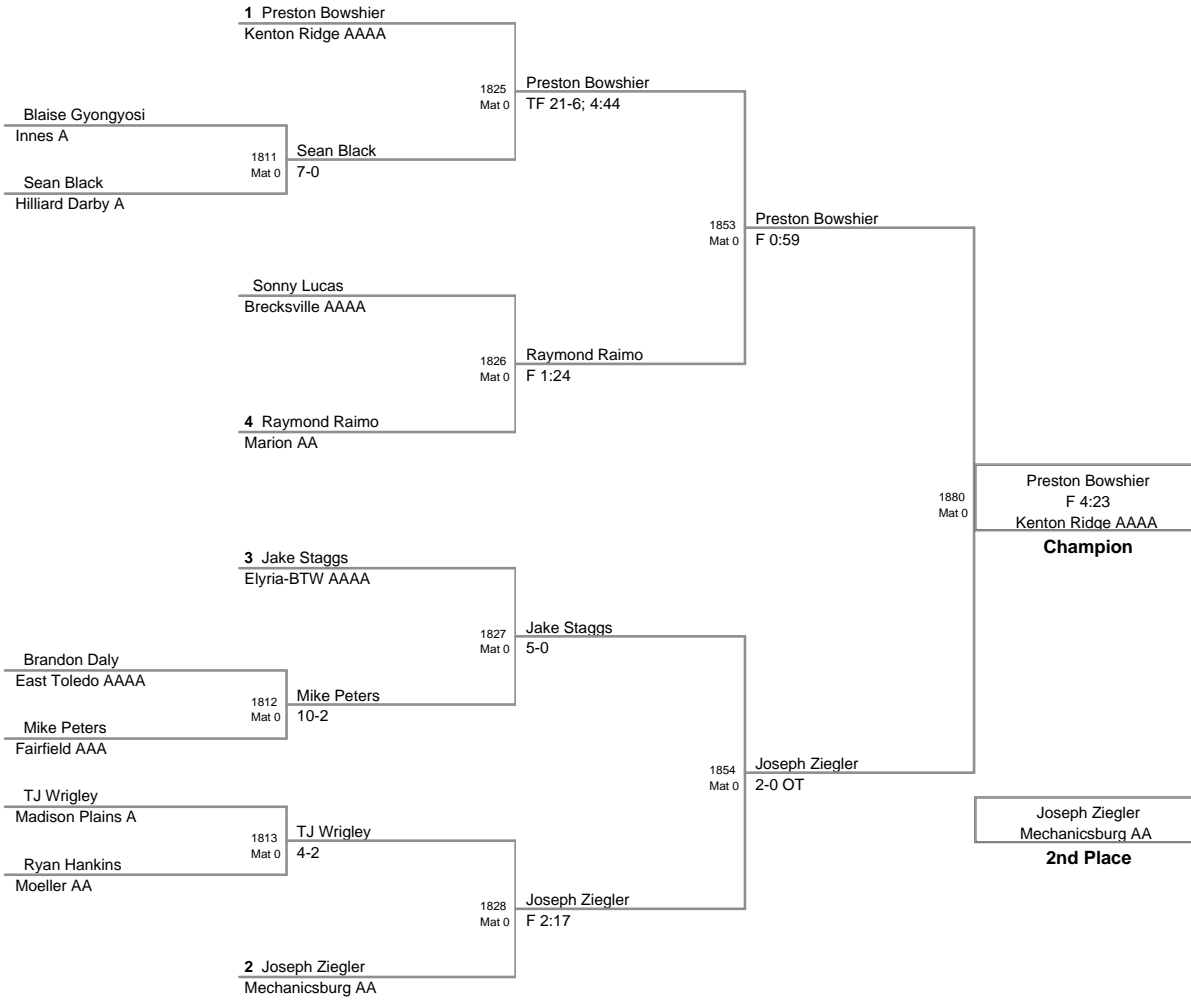 1 Preston Bowshier
Kenton Ridge AAAA
1825
Mat 0
Preston Bowshier
TF 21-6; 4:44
Blaise Gyongyosi
Innes A
1811
Mat 0
Sean Black
7-0
Sean Black
Hilliard Darby A
1853
Mat 0
Preston Bowshier
F 0:59
Sonny Lucas
Brecksville AAAA
1826
Mat 0
Raymond Raimo
F 1:24
4 Raymond Raimo
Marion AA
1880
Mat 0
Preston Bowshier
F 4:23
Kenton Ridge AAAA
Champion
3 Jake Staggs
Elyria-BTW AAAA
1827
Mat 0
Jake Staggs
5-0
Brandon Daly
East Toledo AAAA
1812
Mat 0
Mike Peters
10-2
Mike Peters
Fairfield AAA
1854
Mat 0
Joseph Ziegler
2-0 OT
TJ Wrigley
Madison Plains A
1813
Mat 0
TJ Wrigley
4-2
Ryan Hankins
Moeller AA
Joseph Ziegler
Mechanicsburg AA
2nd Place
1828
Mat 0
Joseph Ziegler
F 2:17
2 Joseph Ziegler
Mechanicsburg AA